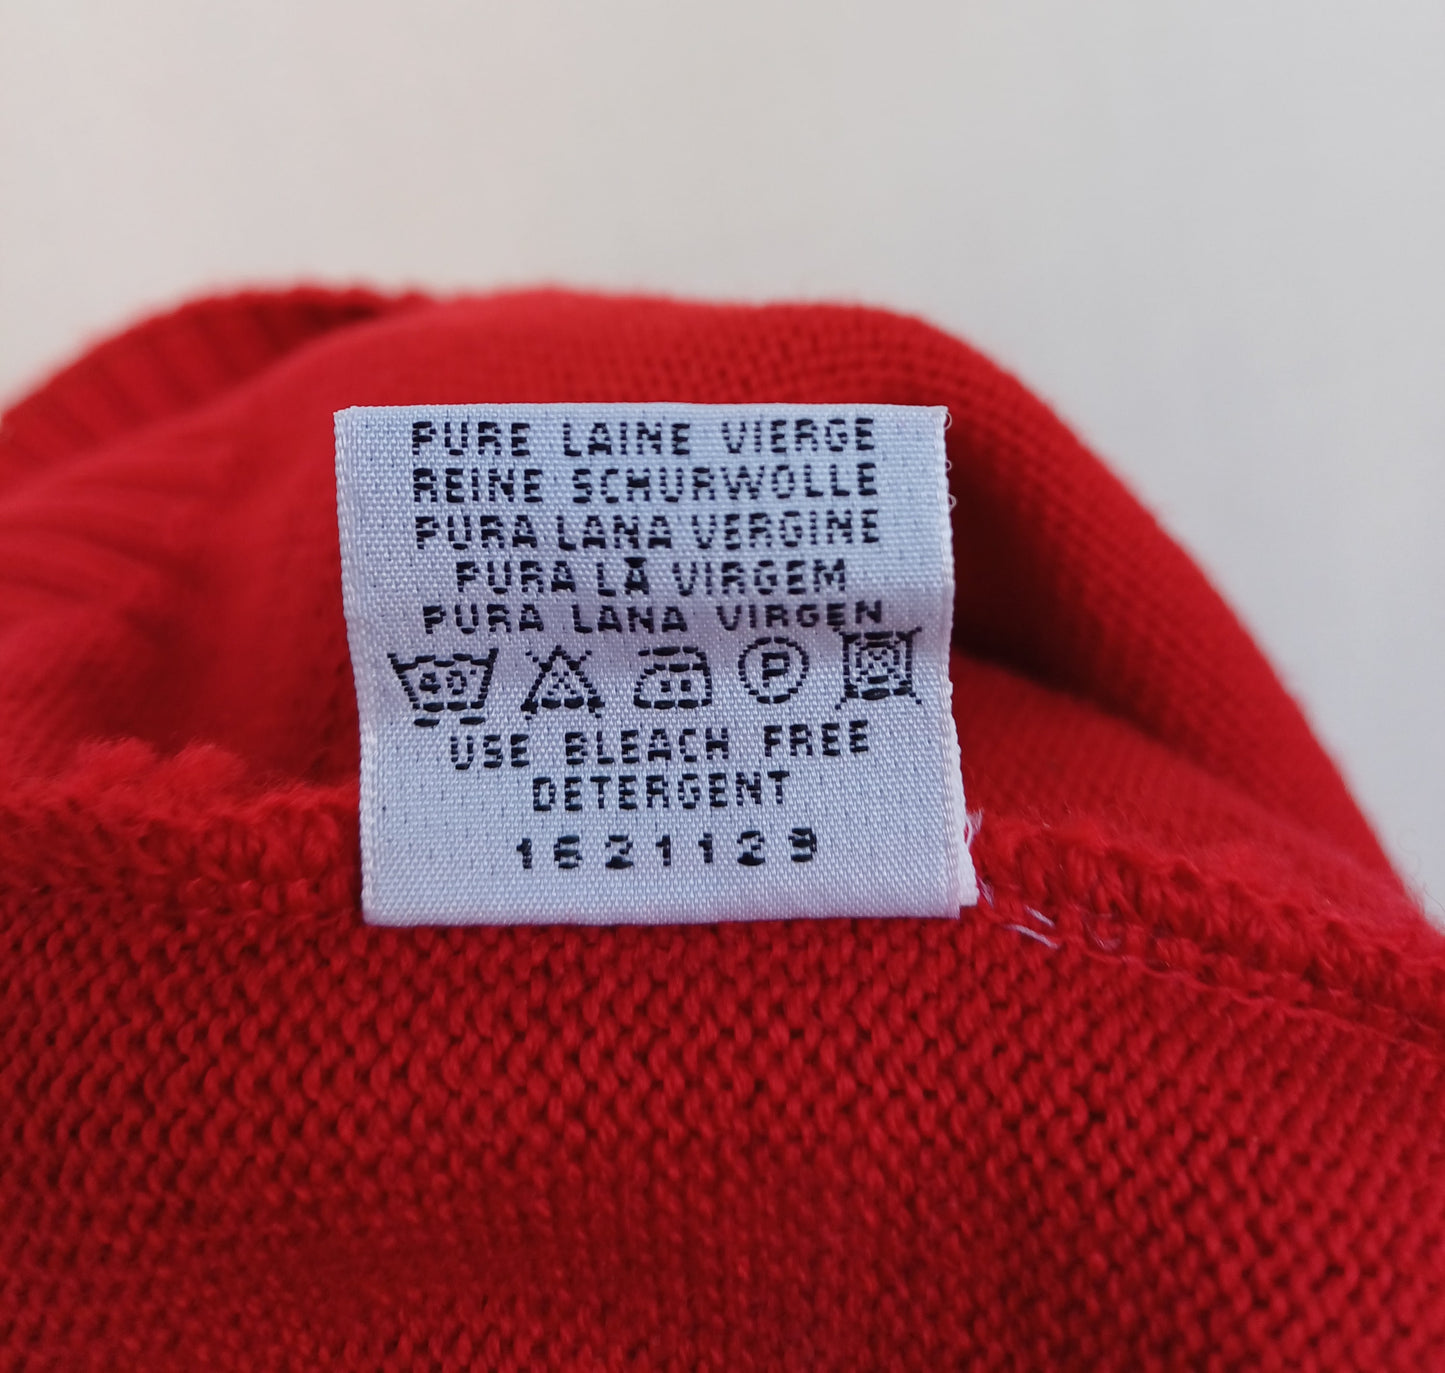 PURE LAINE VIERGE
REINE SCHURWOLLE
PURA LANA VERGINE
PURA LÃ VIRGEM
PURA LANA VIRGEN
40° P
USE BLEACH FREE
DETERGENT
1621129